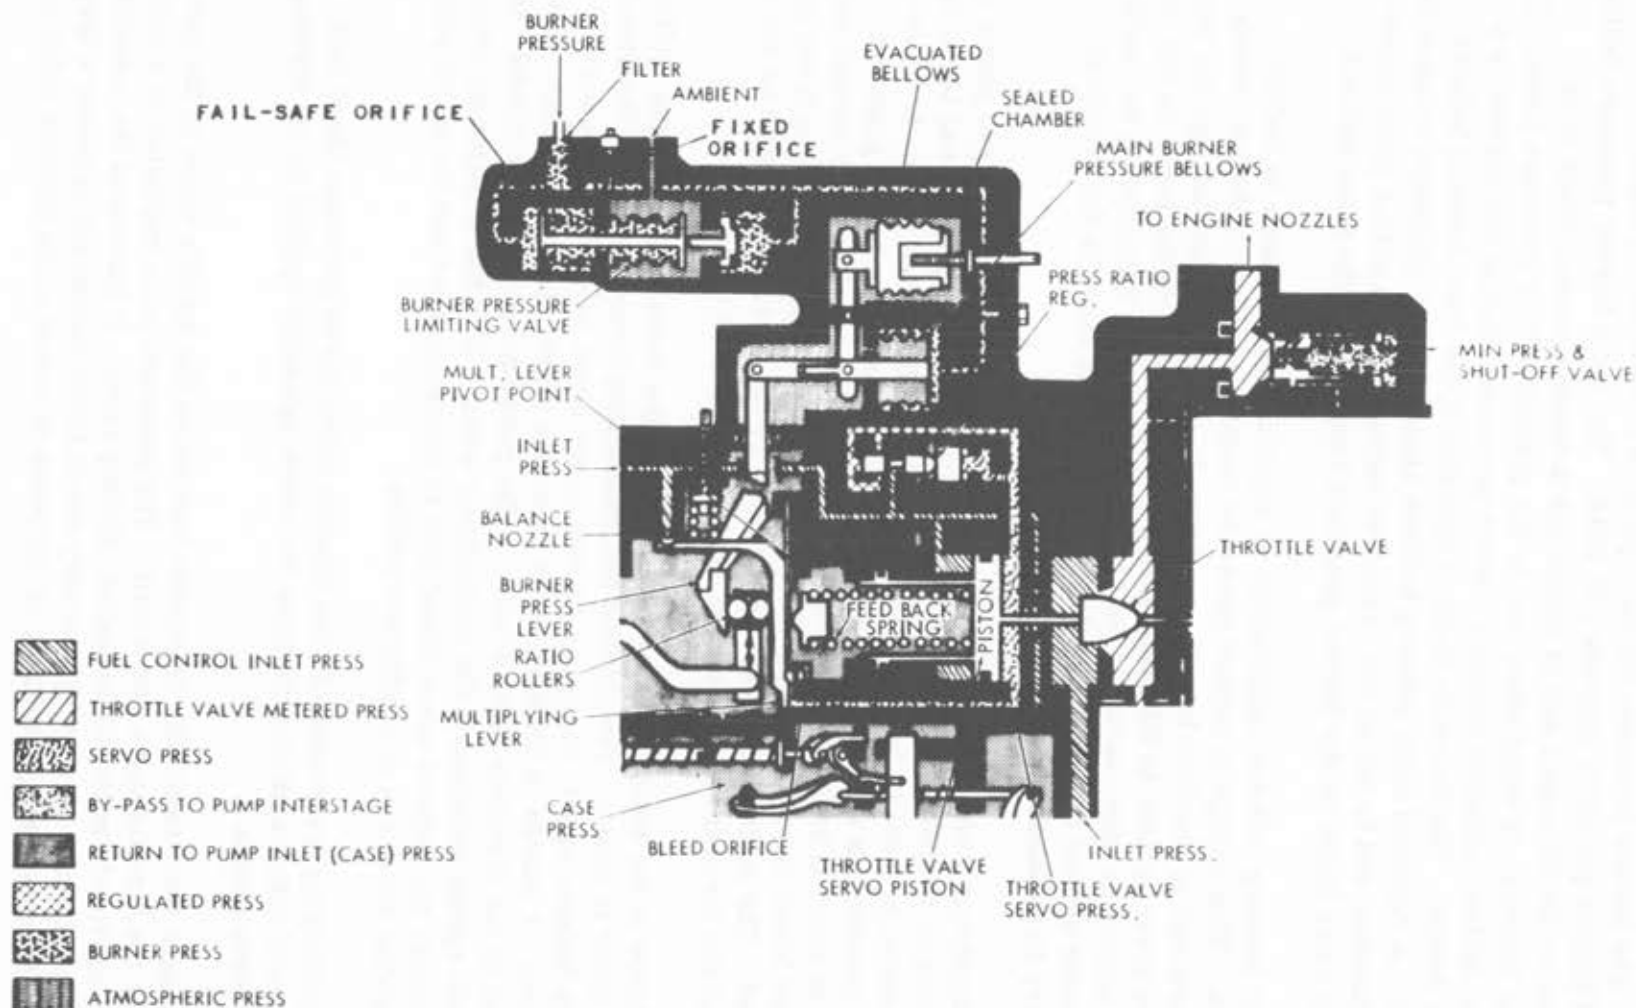 BURNER
PRESSURE
FILTER
EVACUATED
BELLOWS
FAIL-SAFE ORIFICE
AMBIENT
FIXED
ORIFICE
SEALED
CHAMBER
MAIN BURNER
PRESSURE BELLOWS
TO ENGINE NOZZLES
BURNER PRESSURE
LIMITING VALVE
PRESS RATIO
REG.
MULT. LEVER
PIVOT POINT
MIN PRESS &
SHUT-OFF VALVE
INLET
PRESS
BALANCE
NOZZLE
THROTTLE VALVE
BURNER
PRESS
LEVER
FEED BACK
SPRING
PISTON
RATIO
ROLLERS
MULTIPLYING
LEVER
CASE
PRESS
BLEED ORIFICE
THROTTLE VALVE
SERVO PISTON
INLET PRESS.
THROTTLE VALVE
SERVO PRESS.
FUEL CONTROL INLET PRESS
THROTTLE VALVE METERED PRESS
SERVO PRESS
BY-PASS TO PUMP INTERSTAGE
RETURN TO PUMP INLET (CASE) PRESS
REGULATED PRESS
BURNER PRESS
ATMOSPHERIC PRESS